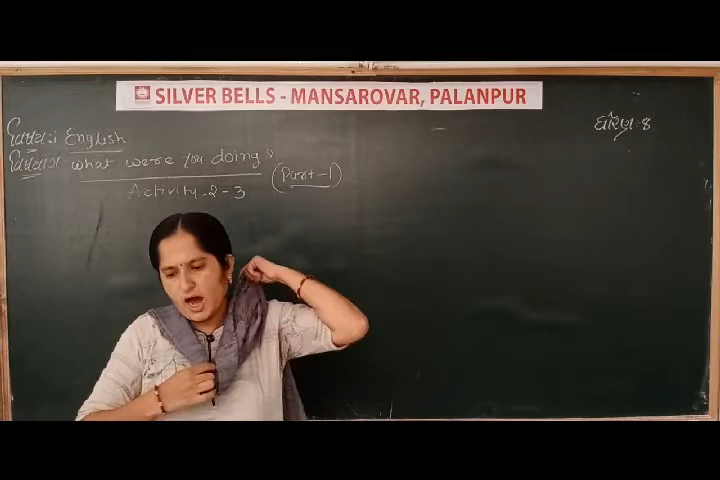 SILVER BELLS - MANSAROVAR, PALANPUR
વિષય: English
ધોરણ:- 8
વિષયાંગ: what were you doing?
(Part-1)
Activity-2-3